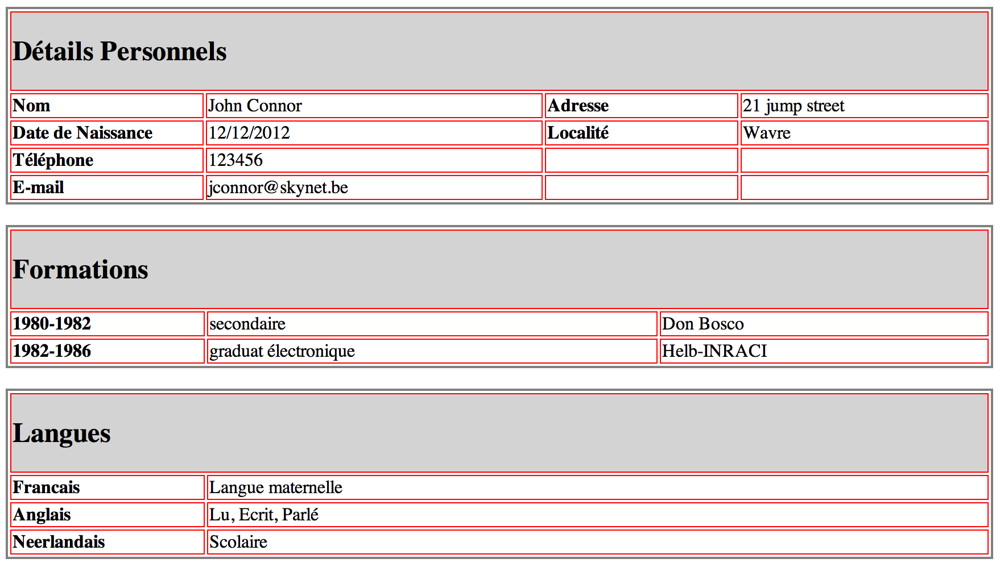 Détails Personnels
Nom John Connor Adresse 21 jump street
Date de Naissance 12/12/2012 Localité Wavre
Téléphone 123456
E-mail jconnor@skynet.be
Formations
1980-1982 secondaire Don Bosco
1982-1986 graduat électronique Helb-INRACI
Langues
Francais Langue maternelle
Anglais Lu, Ecrit, Parlé
Neerlandais Scolaire